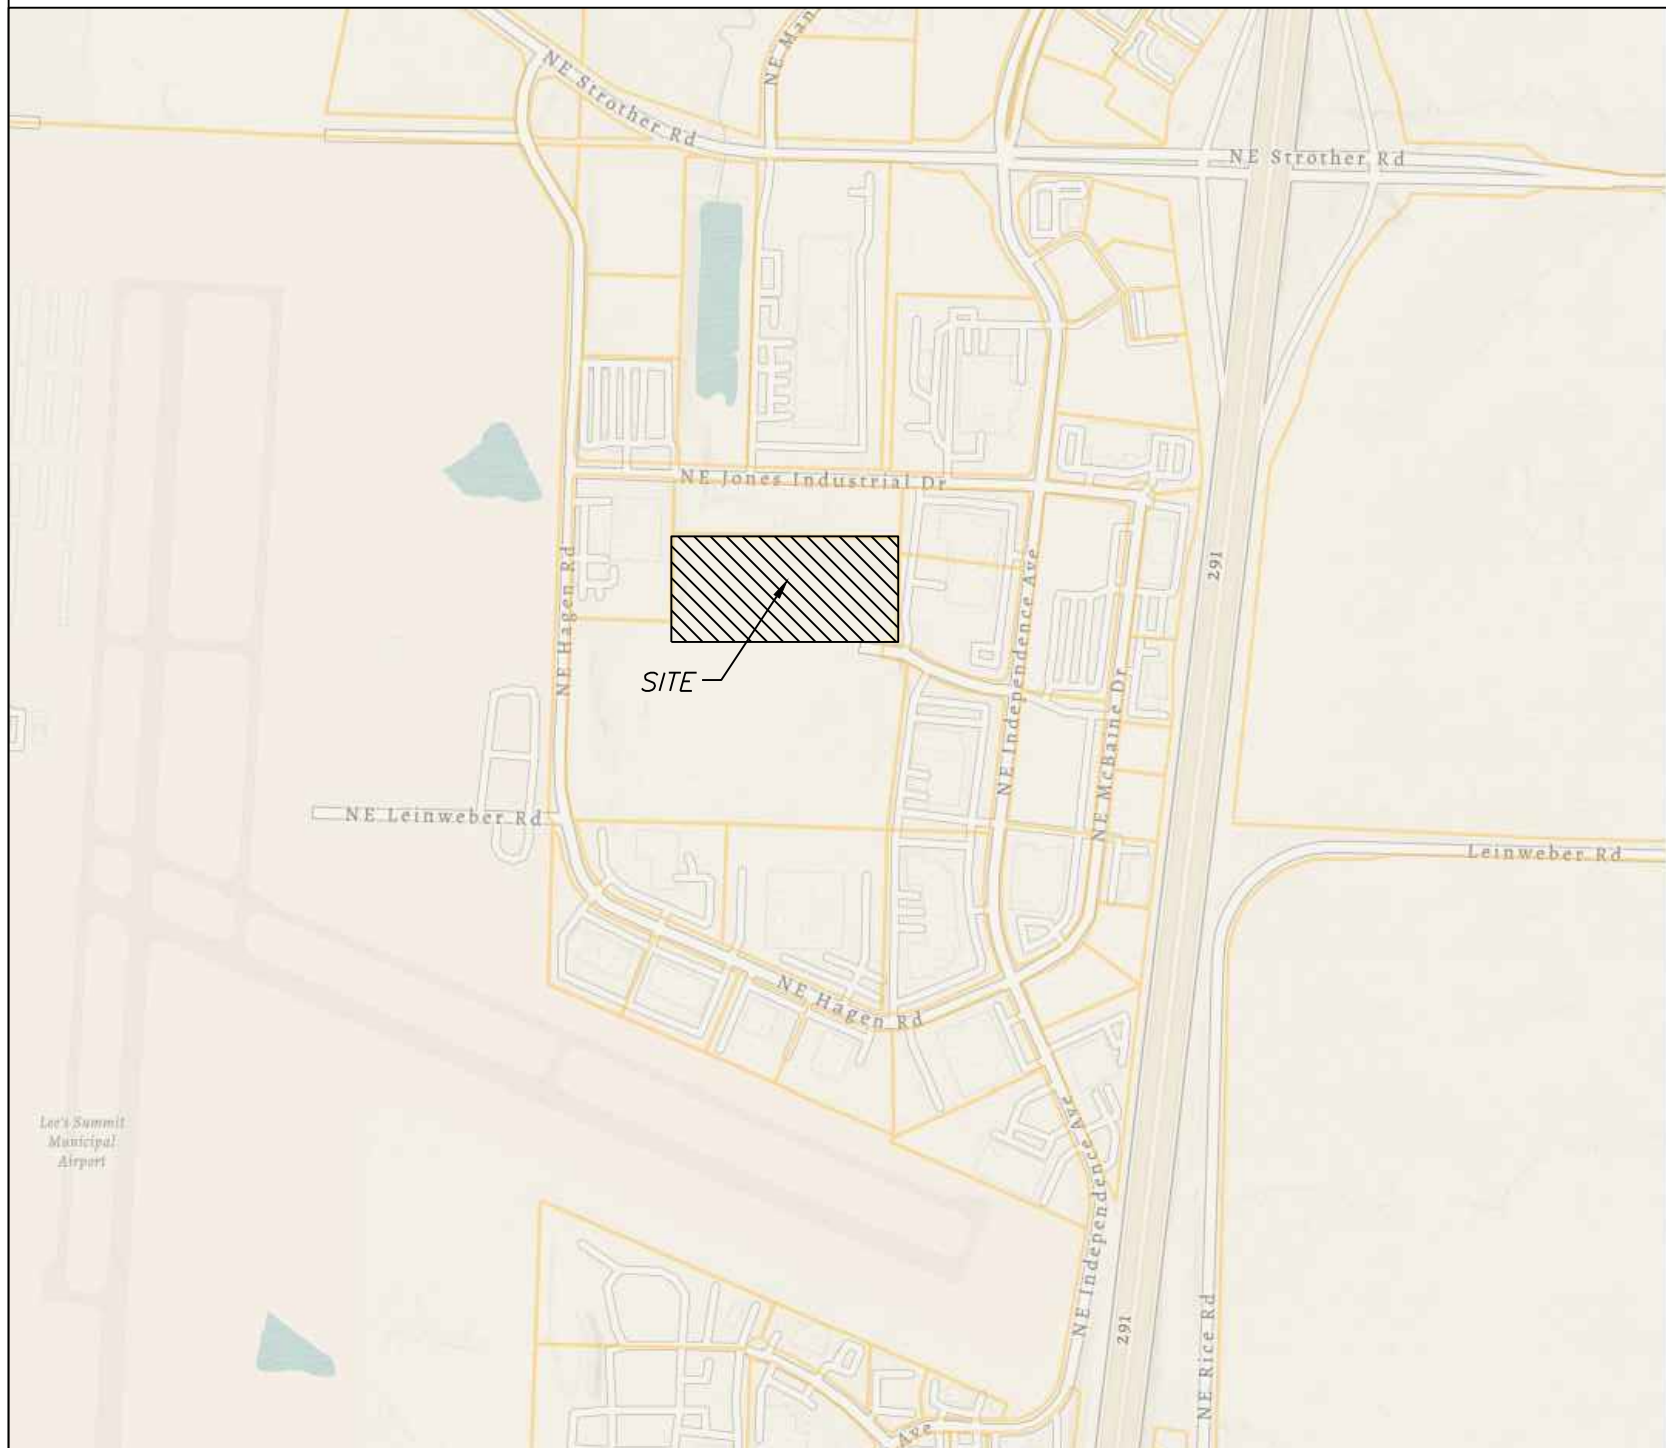 NE Strother Rd
NE Man
NE Strother Rd
NE Jones Industrial Dr
NE Hagen Rd
NE Independence Ave
291
SITE
NE McBaine Dr
NE Leinweber Rd
Leinweber Rd
NE Hagen Rd
Lee's Summit
Municipal
Airport
NE Independence Ave
291
NE Rice Rd
Ave